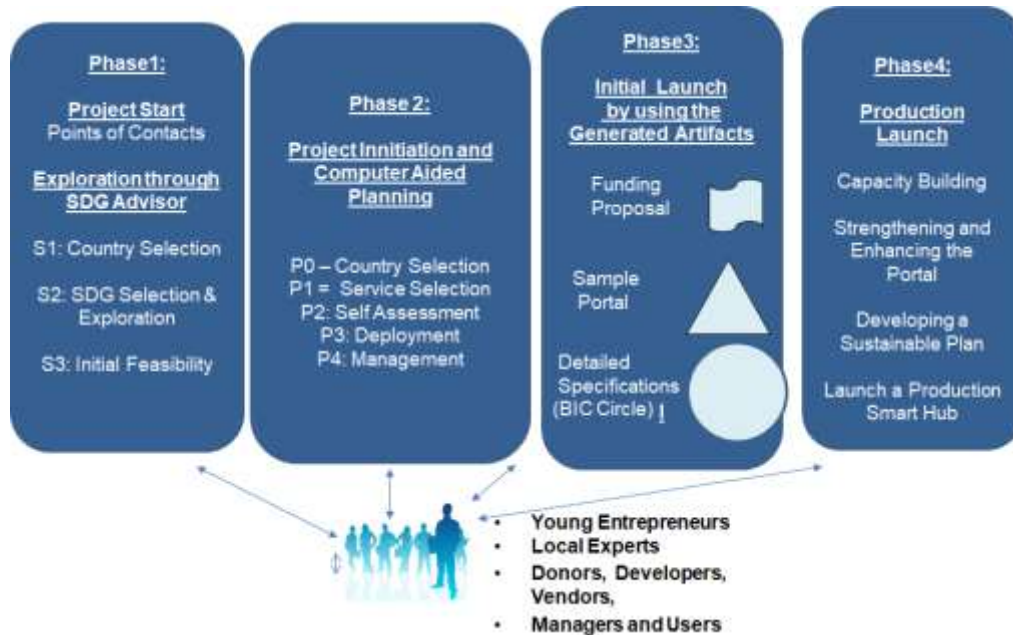 Phase1:
Project Start
Points of Contacts
Exploration through
SDG Advisor
S1: Country Selection
S2: SDG Selection &
Exploration
S3: Initial Feasibility
Phase 2:
Project Innitiation and
Computer Aided
Planning
P0 – Country Selection
P1 = Service Selection
P2: Self Assessment
P3: Deployment
P4: Management
Phase3:
Initial Launch
by using the
Generated Artifacts
Funding
Proposal
Sample
Portal
Detailed
Specifications
(BIC Circle) l
Phase4:
Production
Launch
Capacity Building
Strengthening and
Enhancing the
Portal
Developing a
Sustainable Plan
Launch a Production
Smart Hub
• Young Entrepreneurs
• Local Experts
• Donors, Developers,
Vendors,
• Managers and Users